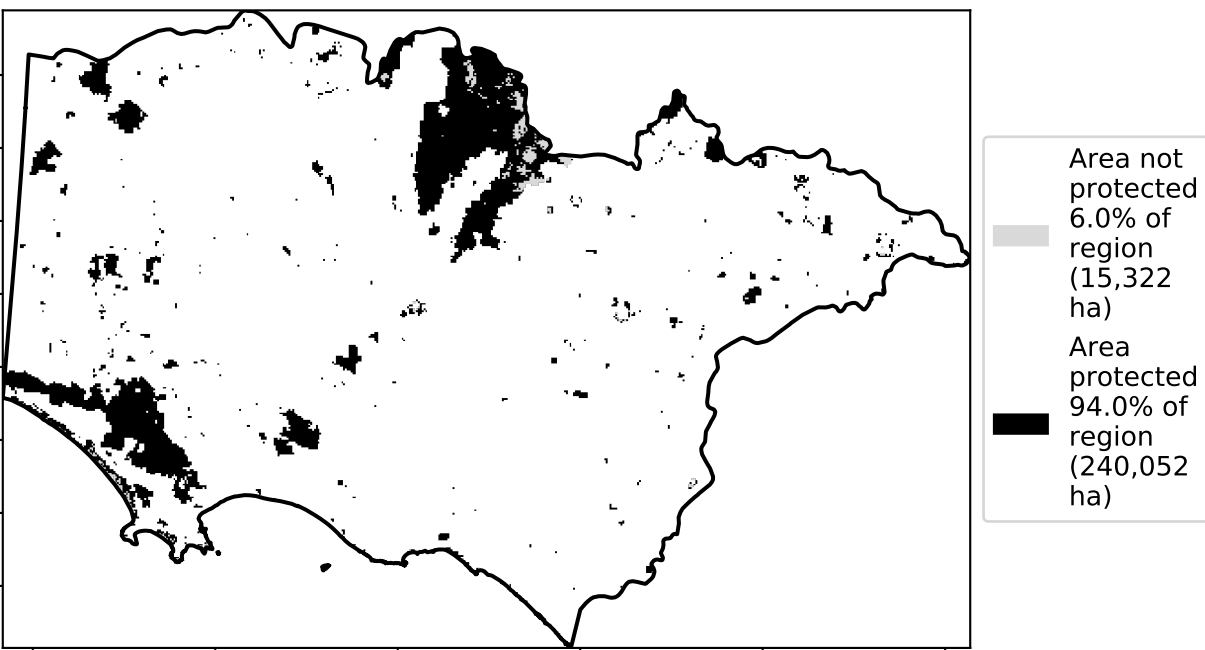 Area not
protected
6.0% of
region
(15,322
ha)
Area
protected
94.0% of
region
(240,052
ha)